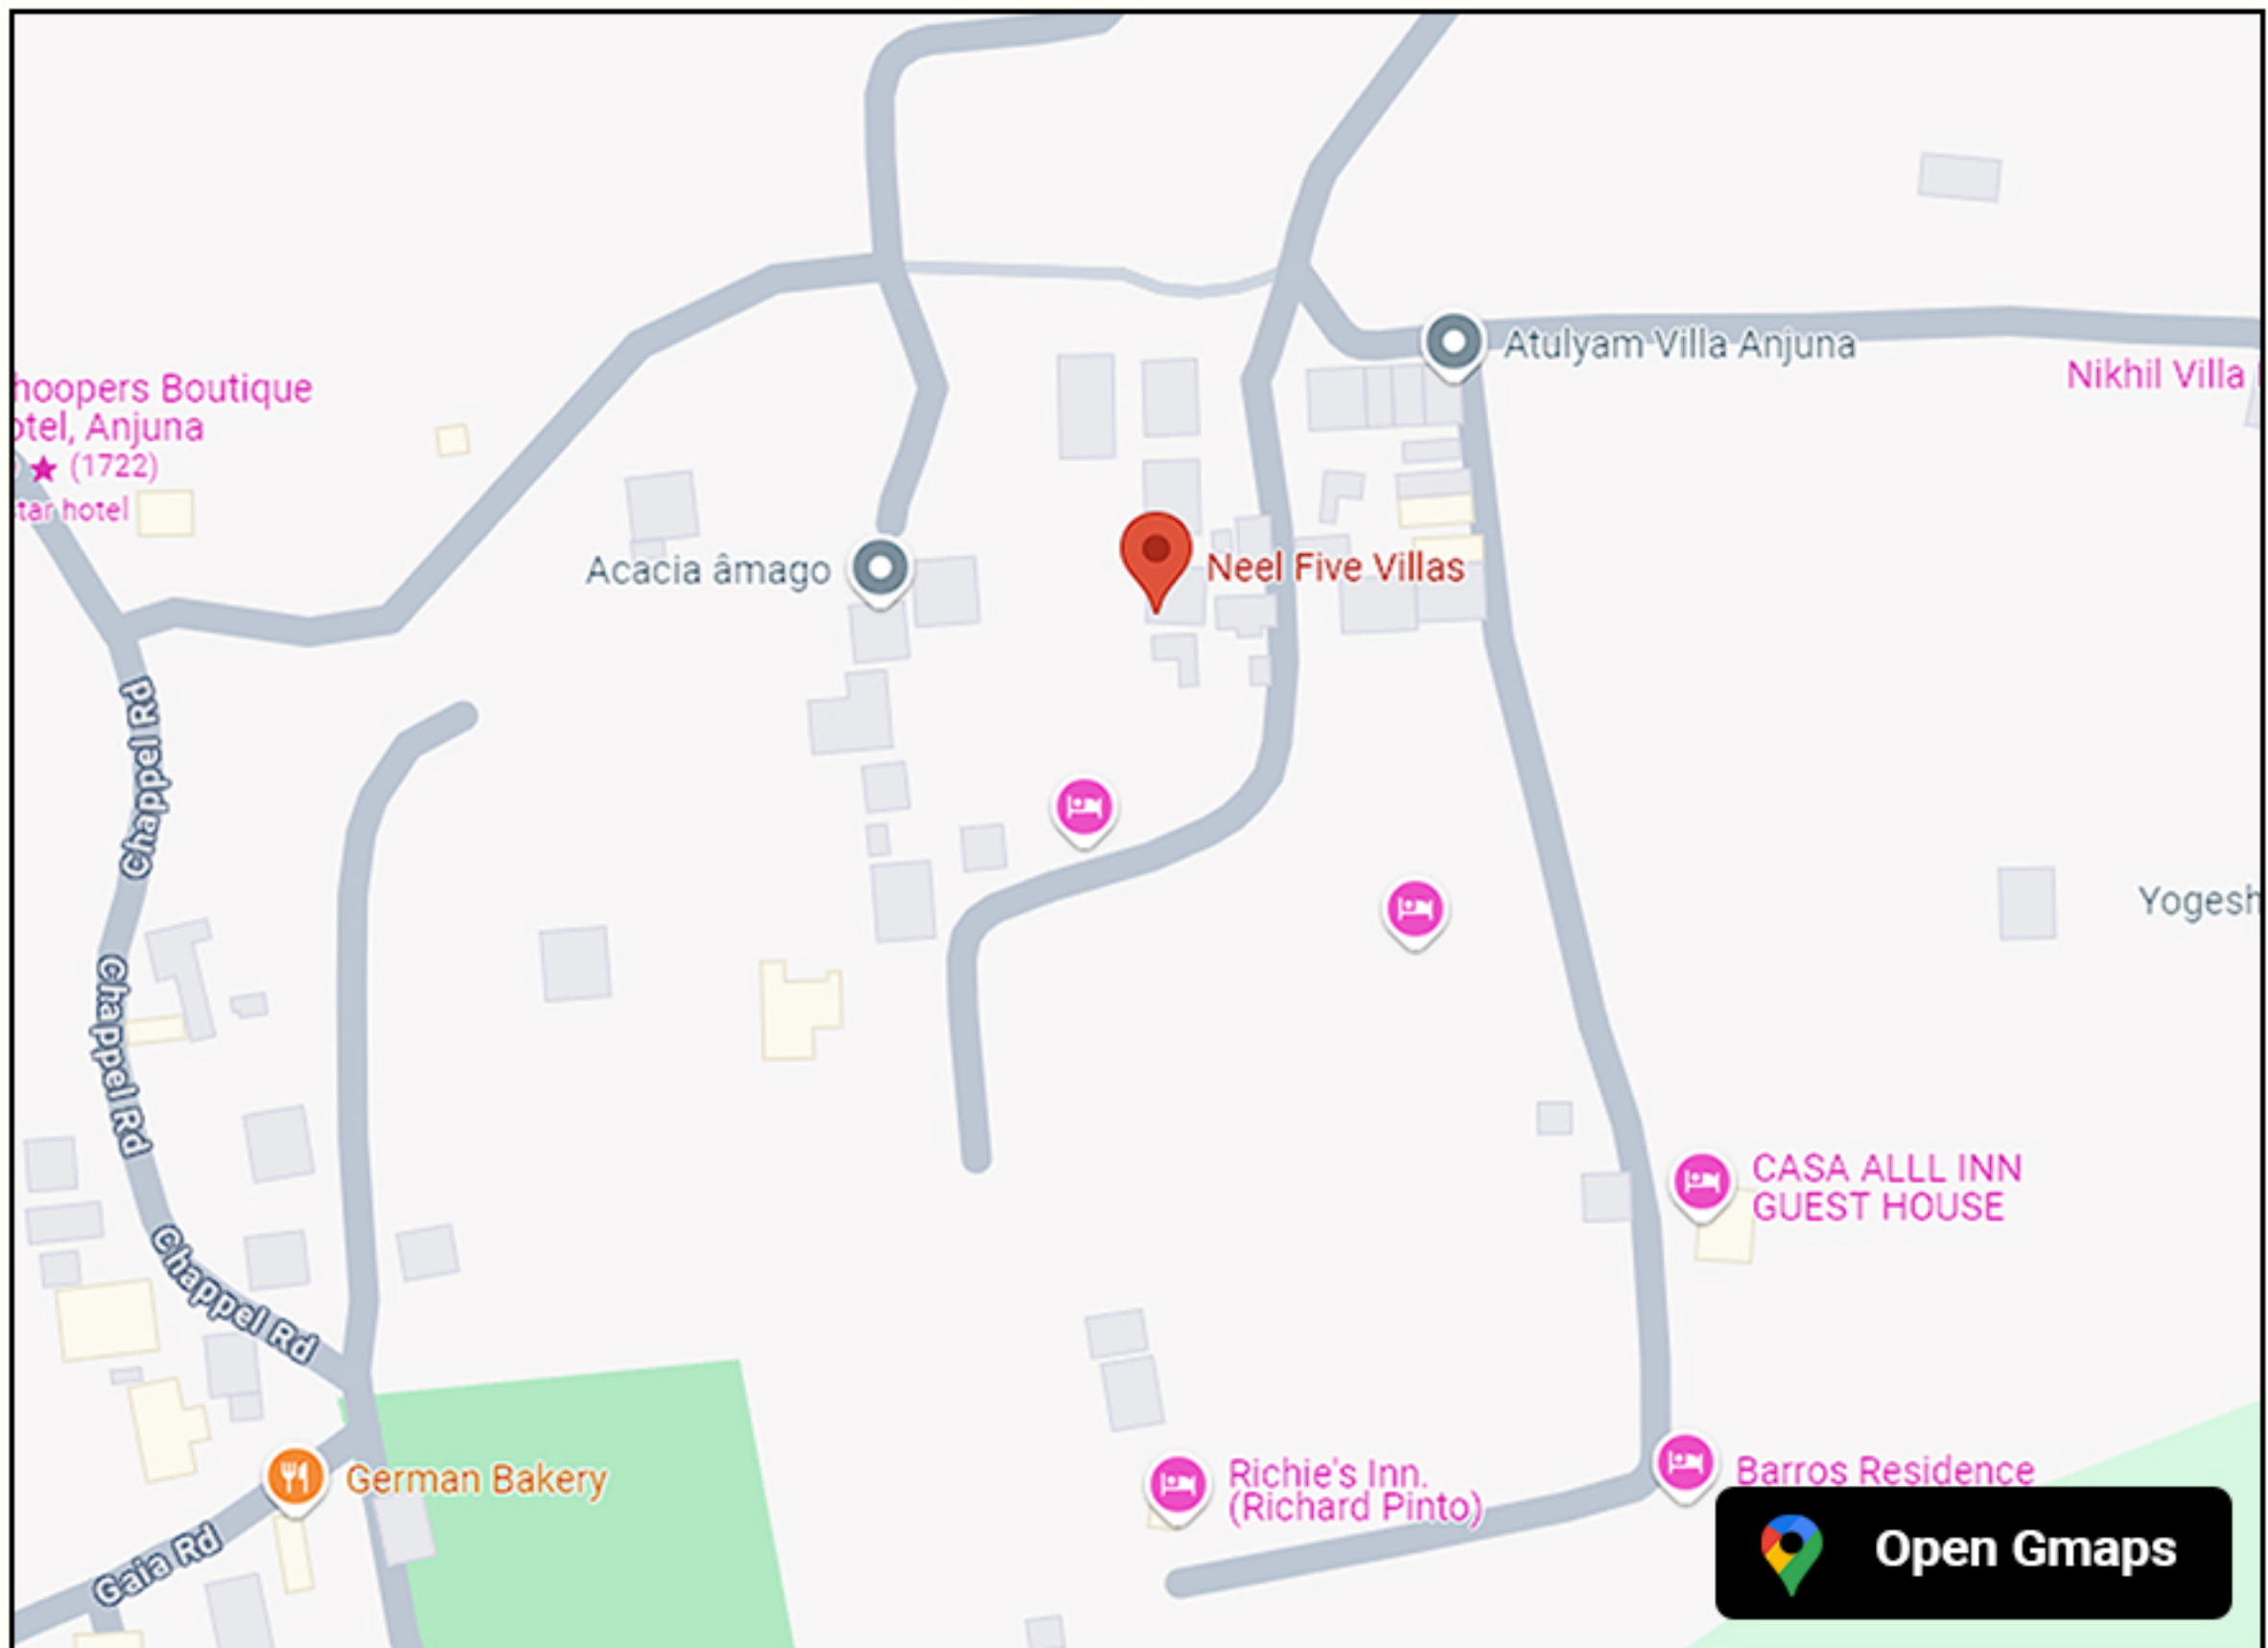 Atulyam Villa Anjuna
Nikhil Villa
hoopers Boutique
otel, Anjuna
(1722)
star hotel
Acacia âmago
Neel Five Villas
Chappel Rd
Yogesh
Chappel Rd
CASA ALLL INN
GUEST HOUSE
Chappel Rd
German Bakery
Richie's Inn.
(Richard Pinto)
Barros Residence
Gaia Rd
Open Gmaps